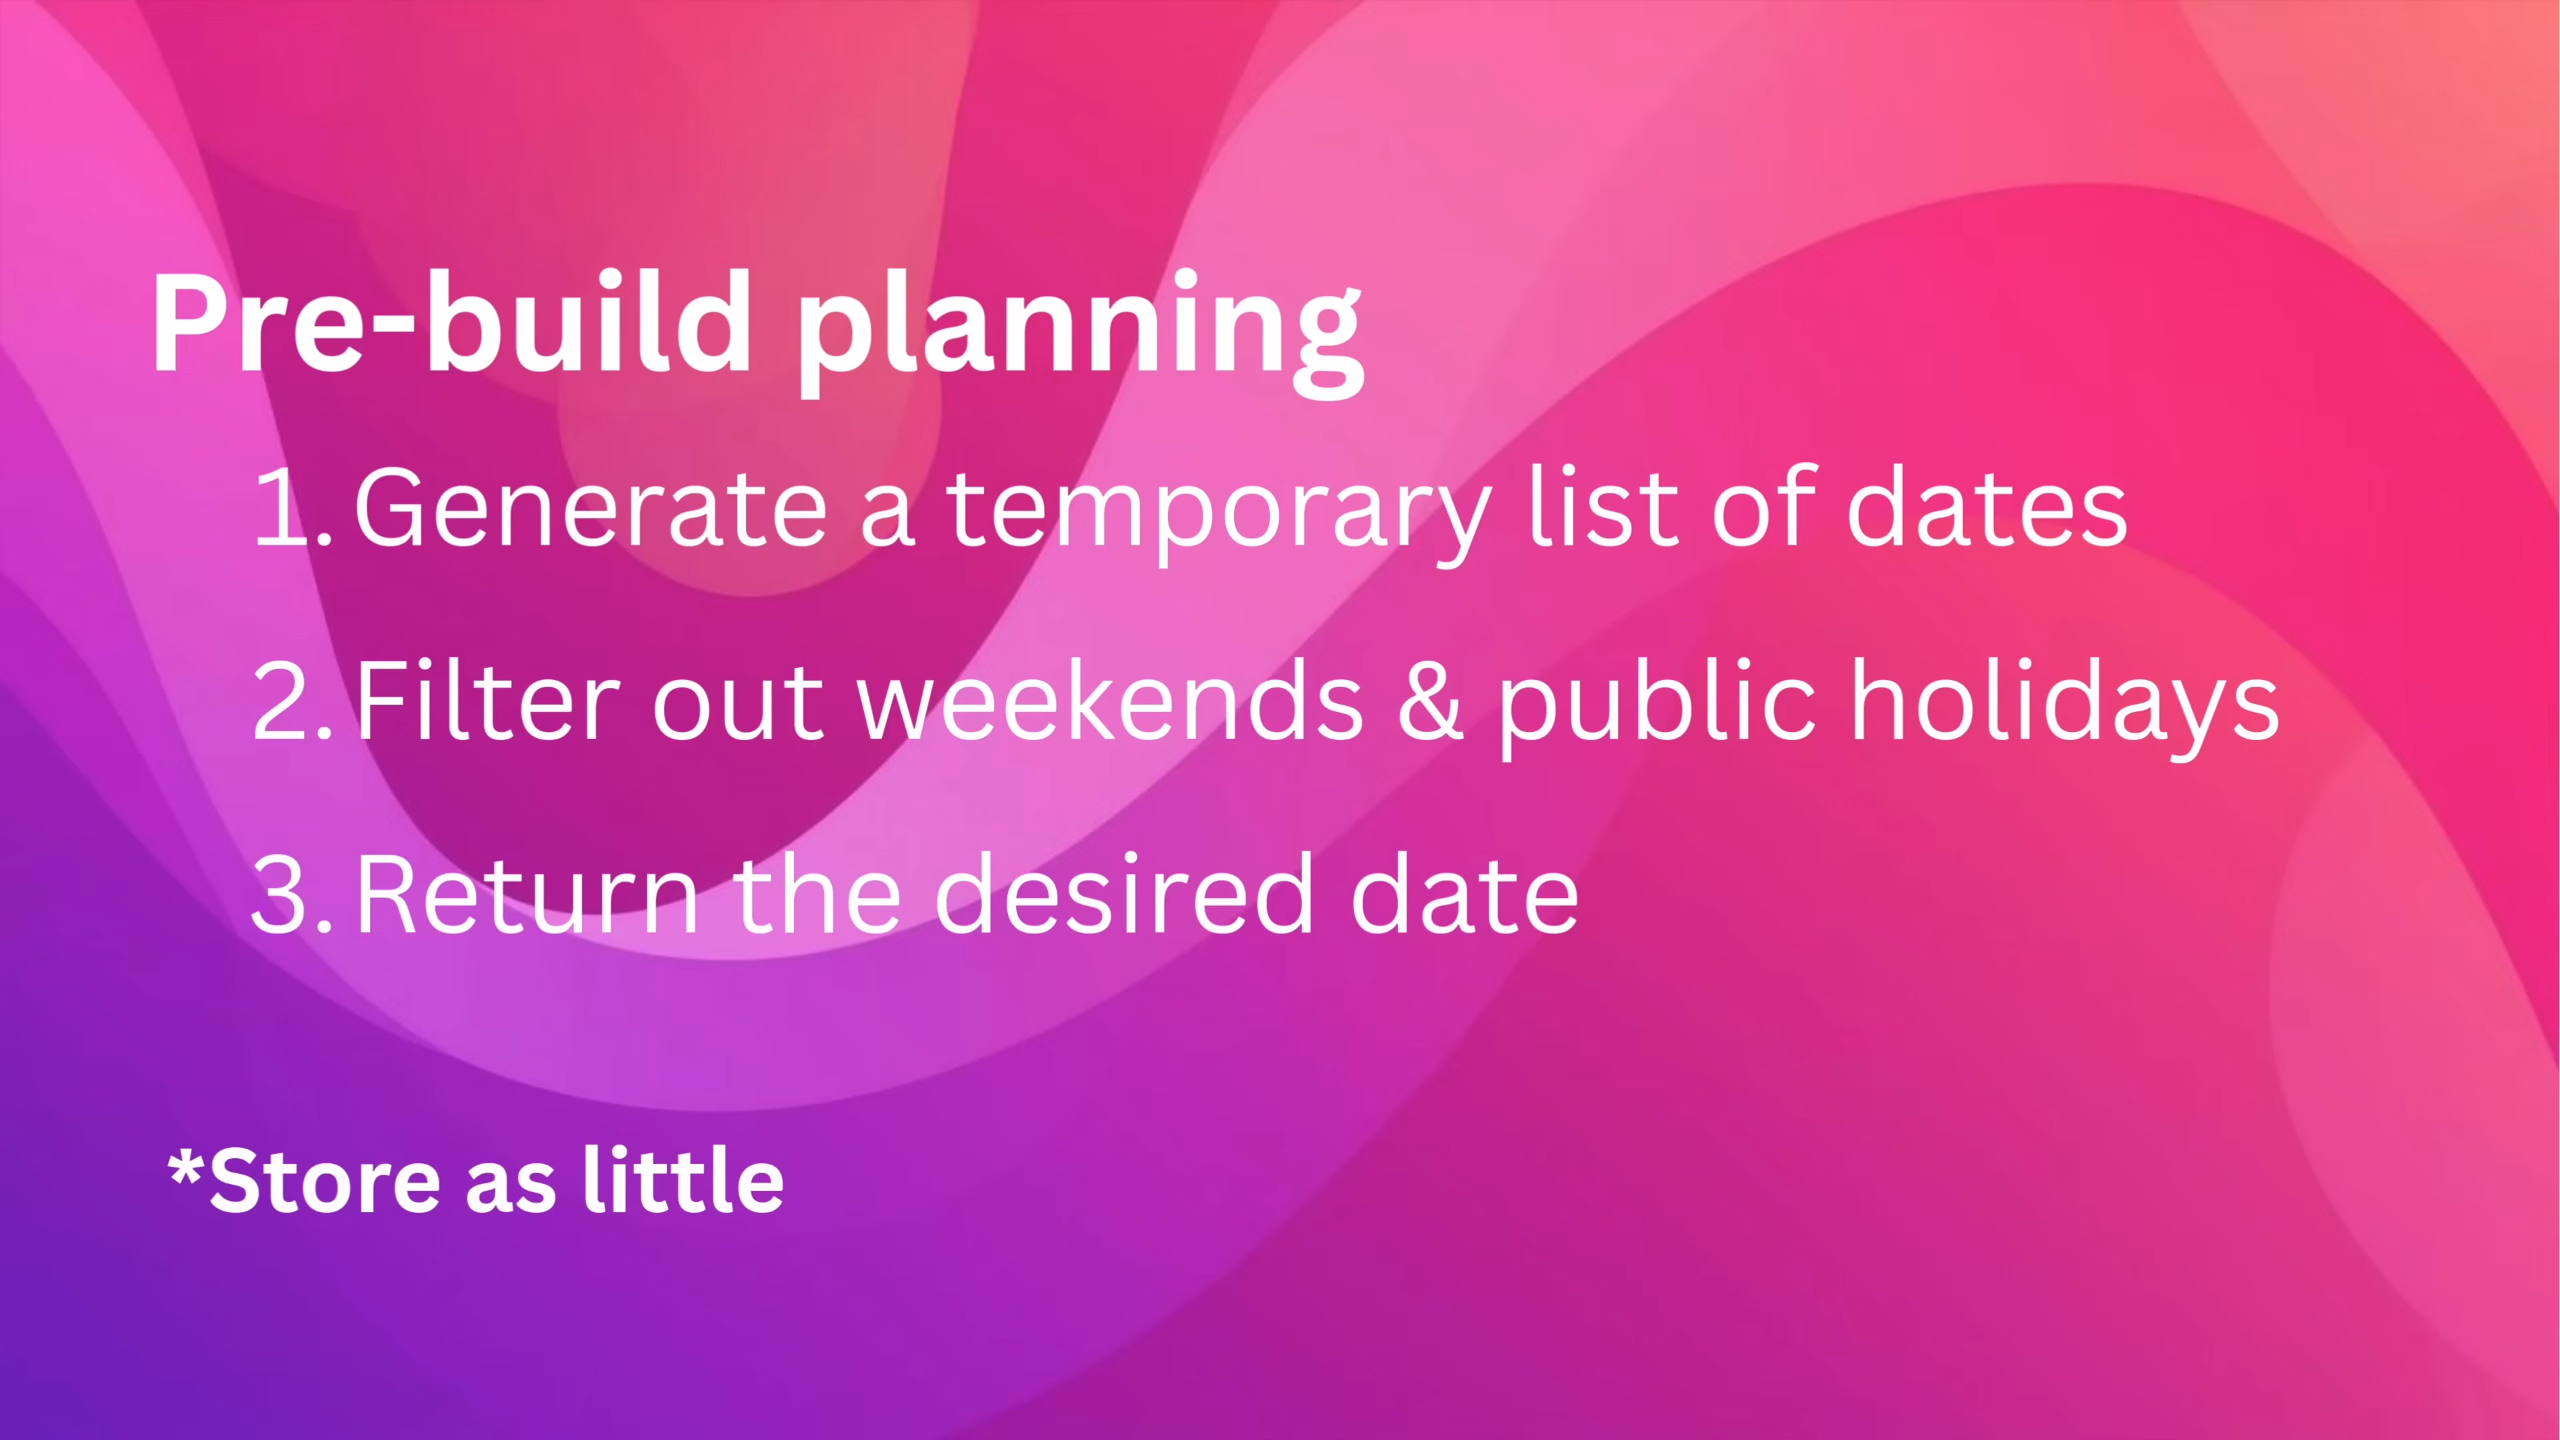 Pre-build planning
1. Generate a temporary list of dates
2. Filter out weekends & public holidays
3. Return the desired date
*Store as little